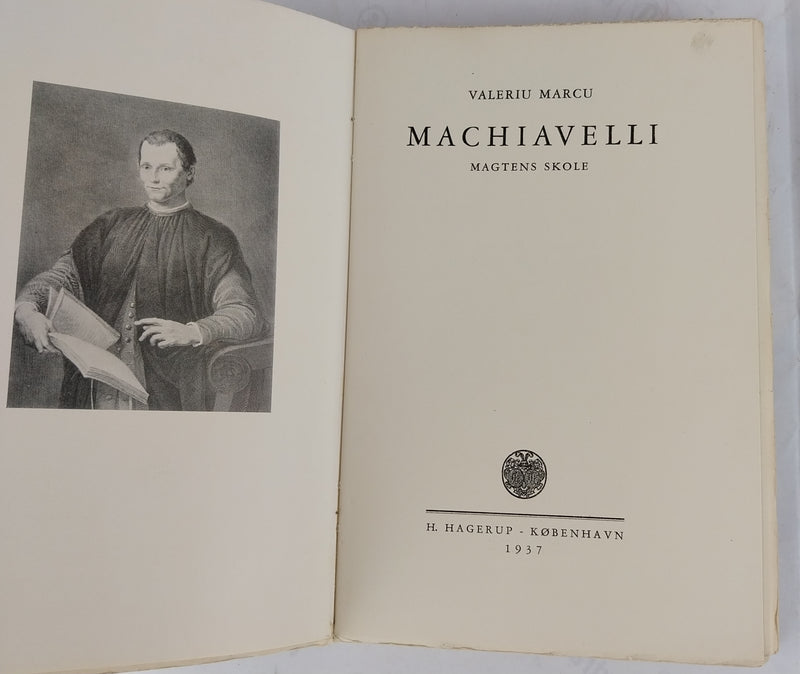 VALERIU MARCU
MACHIAVELLI
MAGTENS SKOLE
H. HAGERUP - KØBENHAVN
1937